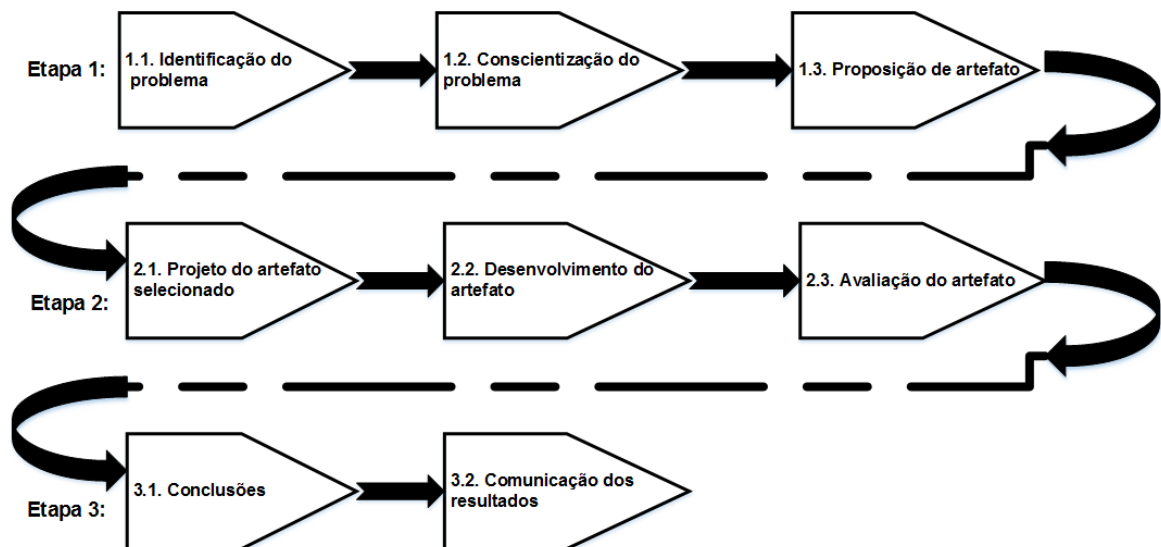 Etapa 1:
1.1. Identificação do
problema
1.2. Conscientização do
problema
1.3. Proposição de artefato
Etapa 2:
2.1. Projeto do artefato
selecionado
2.2. Desenvolvimento do
artefato
2.3. Avaliação do artefato
Etapa 3:
3.1. Conclusões
3.2. Comunicação dos
resultados